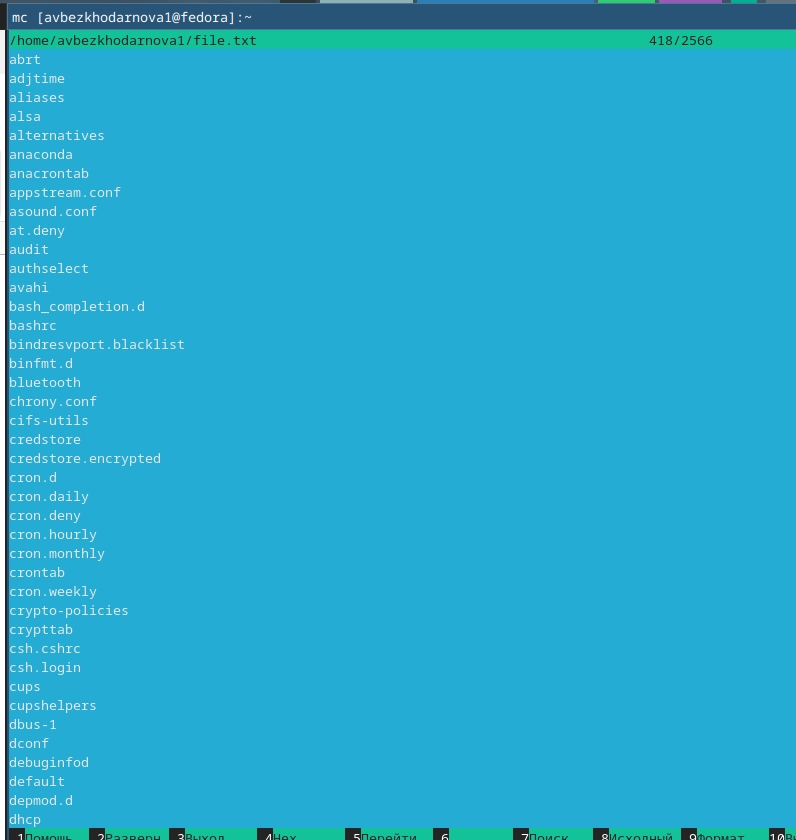 mc [avbezkhodarnova1@fedora]:~
/home/avbezkhodarnova1/file.txt 418/2566
abrt
adjtime
aliases
alsa
alternatives
anaconda
anacrontab
appstream.conf
asound.conf
at.deny
audit
authselect
avahi
bash_completion.d
bashrc
bindresvport.blacklist
binfmt.d
bluetooth
chrony.conf
cifs-utils
credstore
credstore.encrypted
cron.d
cron.daily
cron.deny
cron.hourly
cron.monthly
crontab
cron.weekly
crypto-policies
crypttab
csh.cshrc
csh.login
cups
cupshelpers
dbus-1
dconf
debuginfod
default
depmod.d
dhcp
1Помощь 2Разверн 3Выход 4Hex 5Перейти 6 7Поиск 8Исходный 9Формат 10